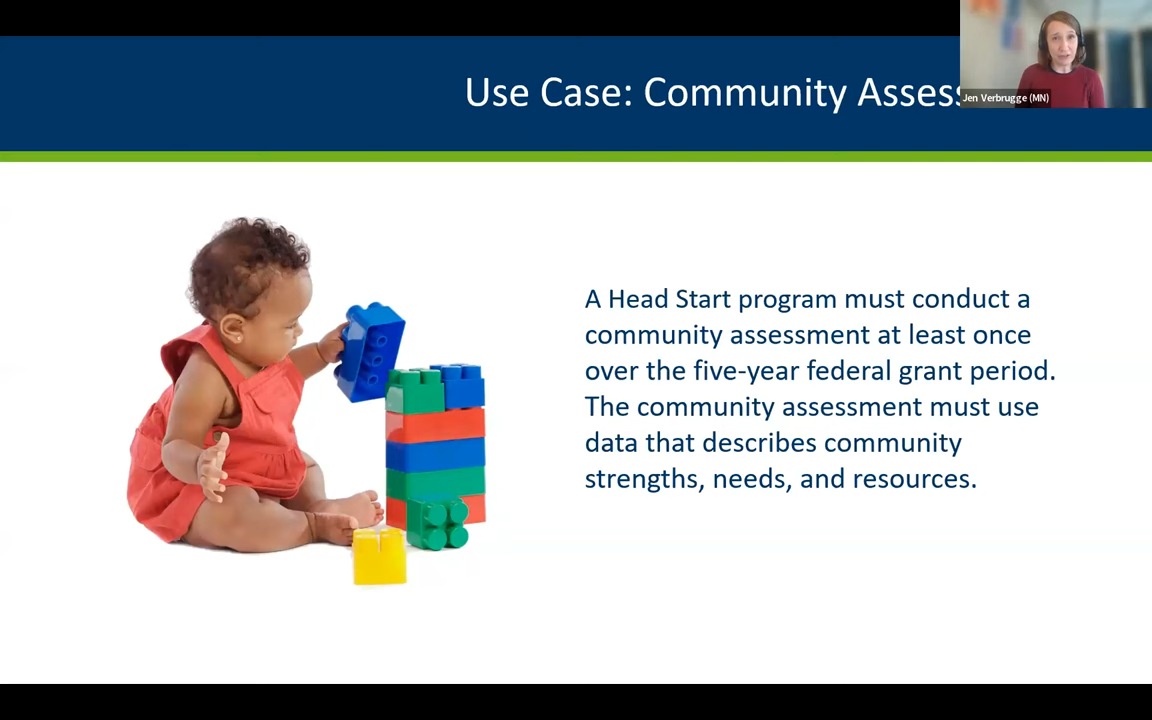 Use Case: Community Assess
Jen Verbrugge (MN)
A Head Start program must conduct a
community assessment at least once
over the five-year federal grant period.
The community assessment must use
data that describes community
strengths, needs, and resources.